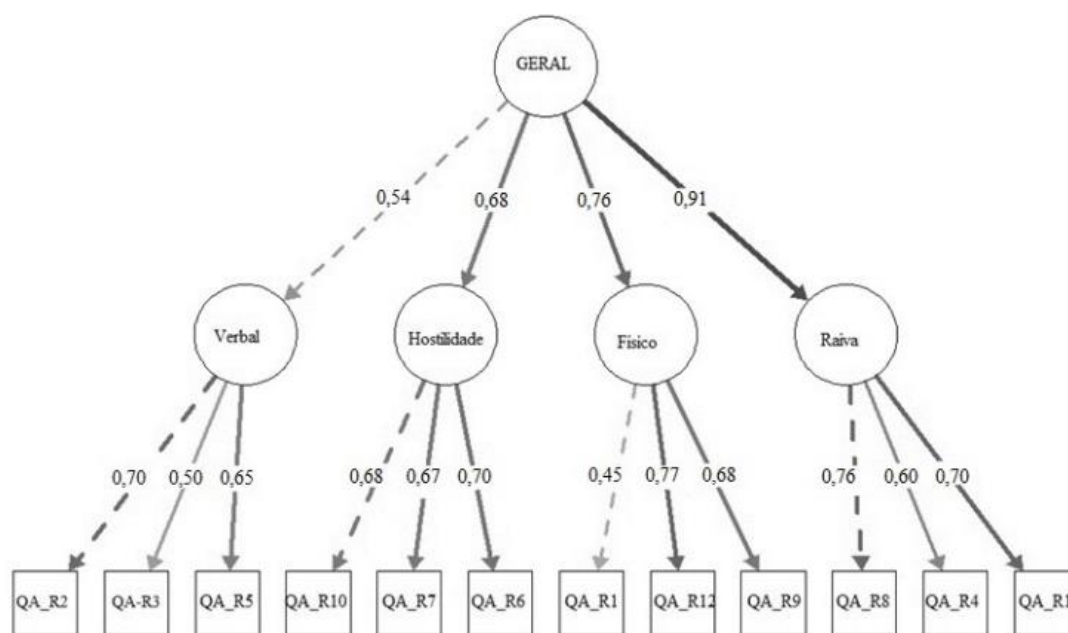 GERAL
0,54
0,68
0,76
0,91
Verbal
Hostilidade
Físico
Raiva
0,70
0,50
0,65
0,68
0,67
0,70
0,45
0,77
0,68
0,76
0,60
0,70
QA_R2
QA-R3
QA_R5
QA_R10
QA_R7
QA_R6
QA_R1
QA_R12
QA_R9
QA_R8
QA_R4
QA_R1